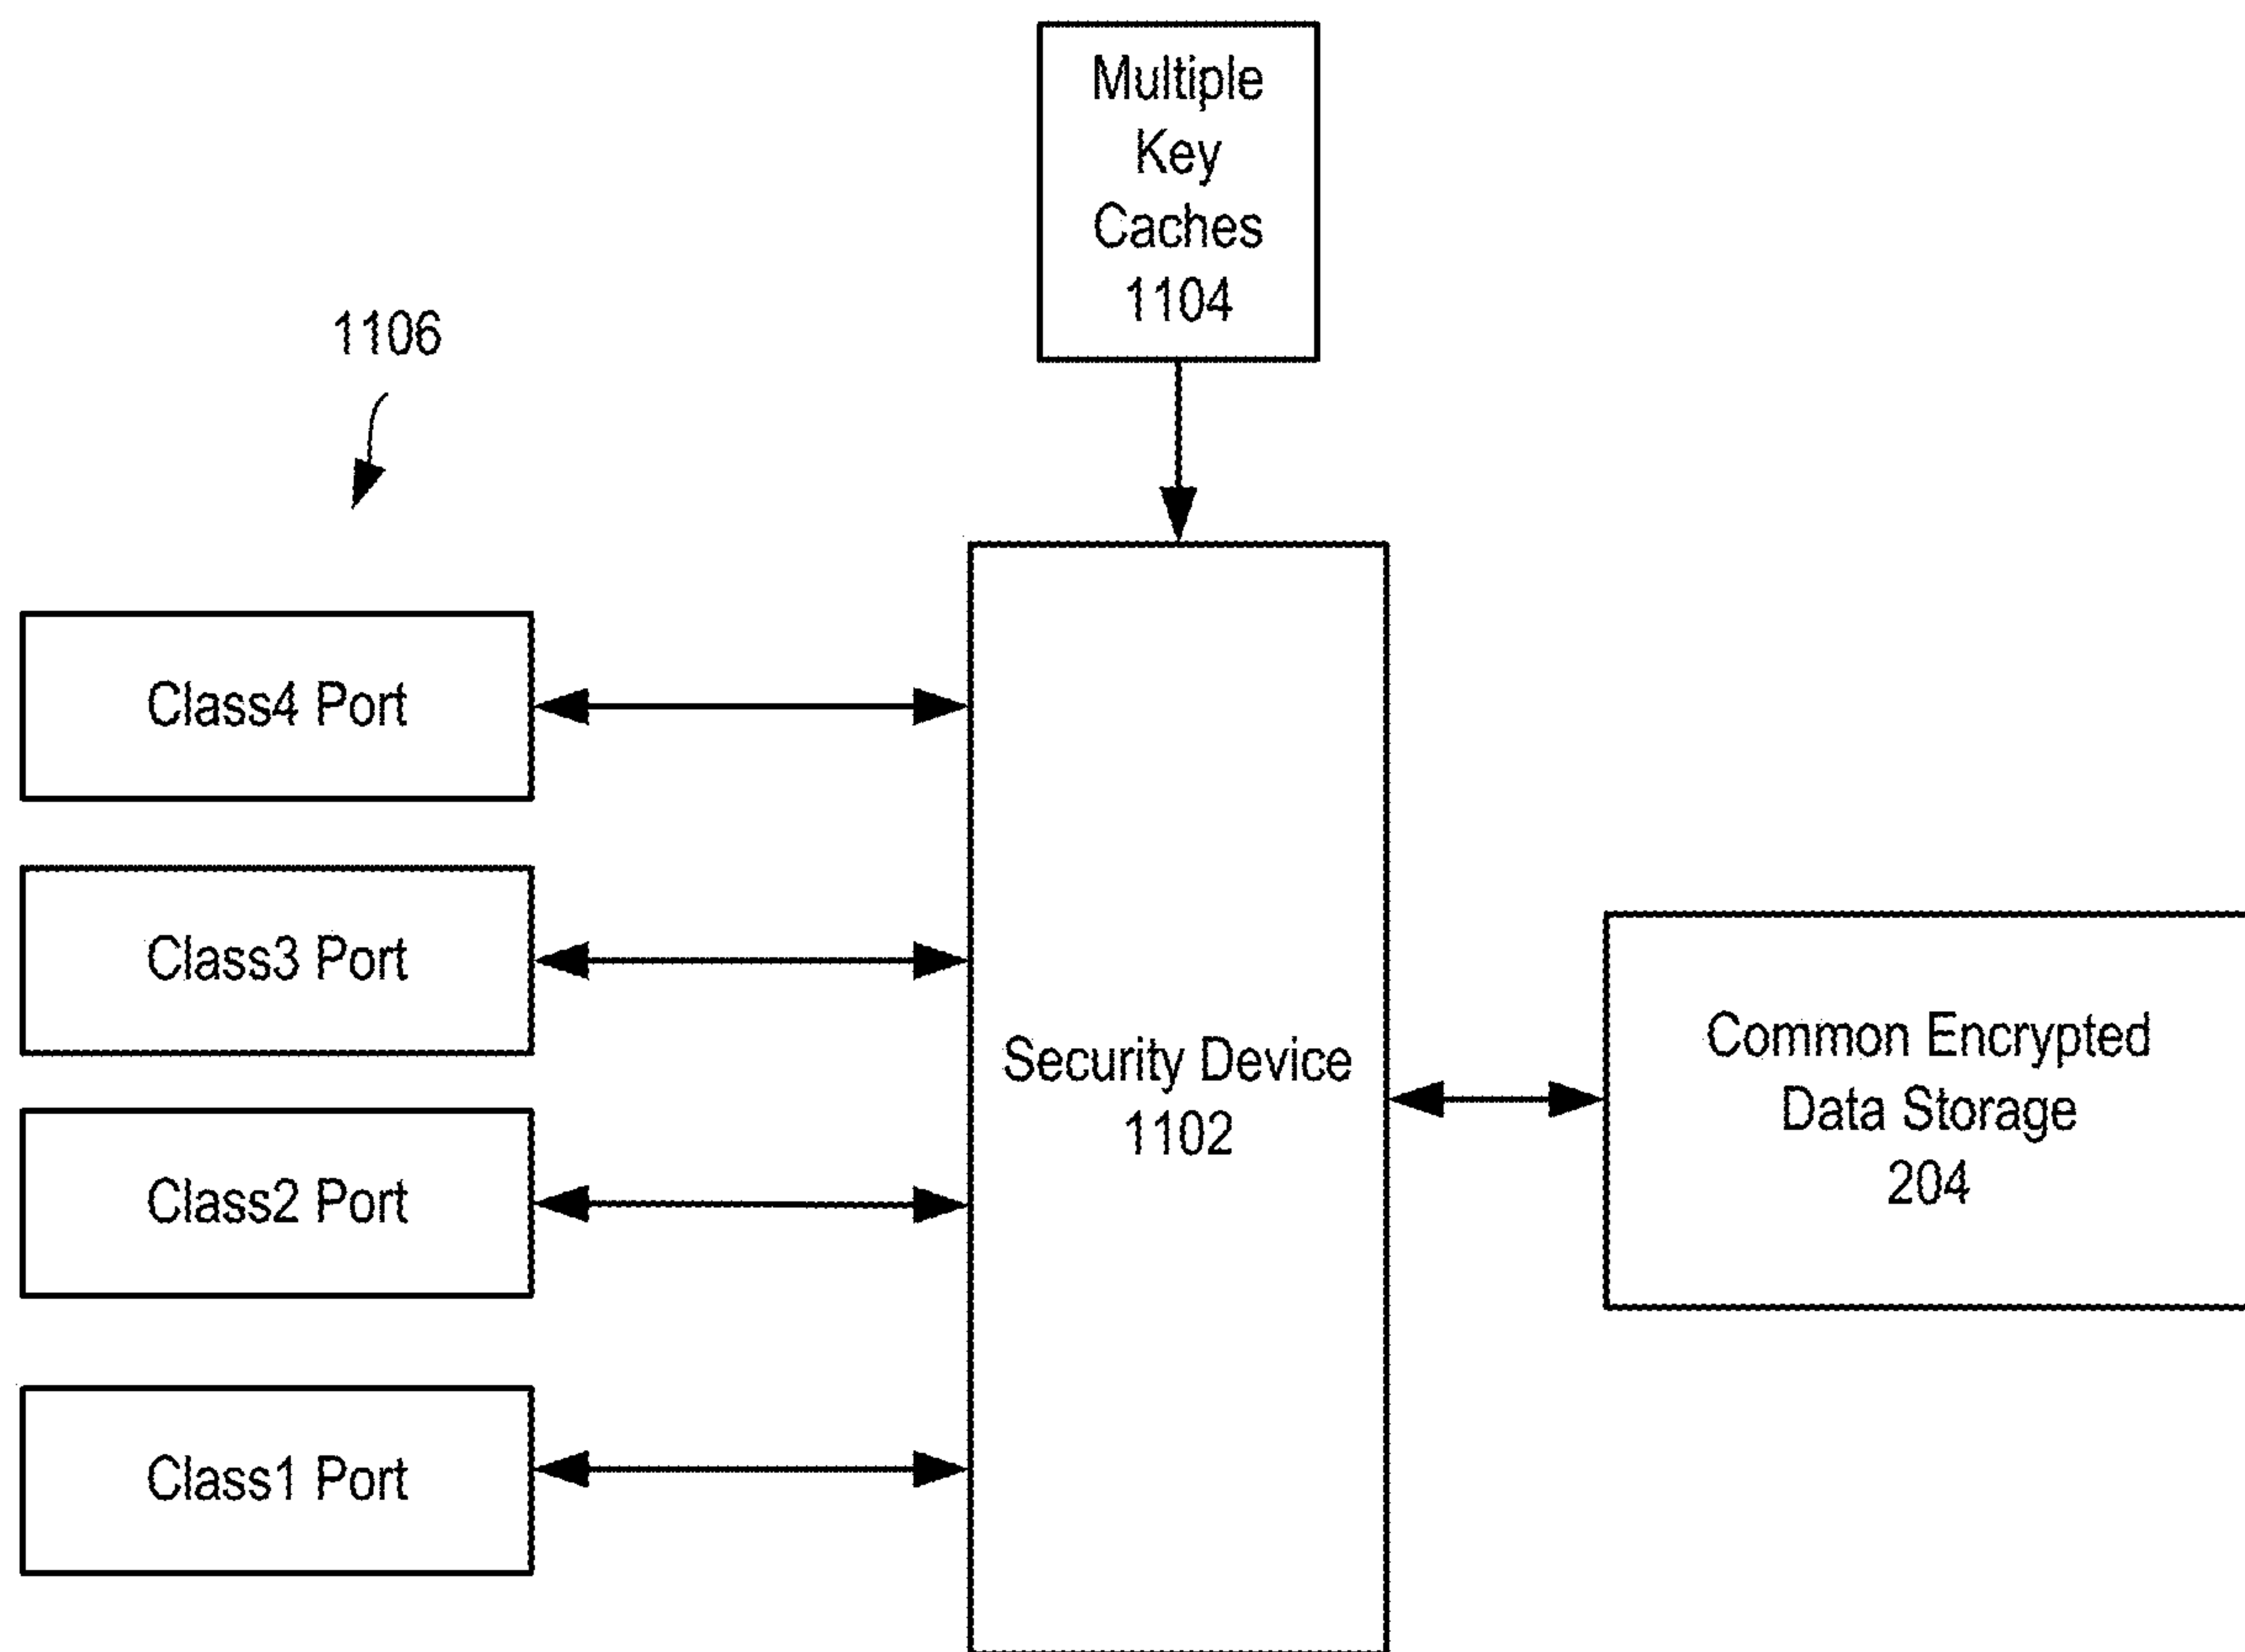 Multiple
Key
Caches
1104
1106
Class4 Port
Class3 Port
Class2 Port
Class1 Port
Security Device
1102
Common Encrypted
Data Storage
204